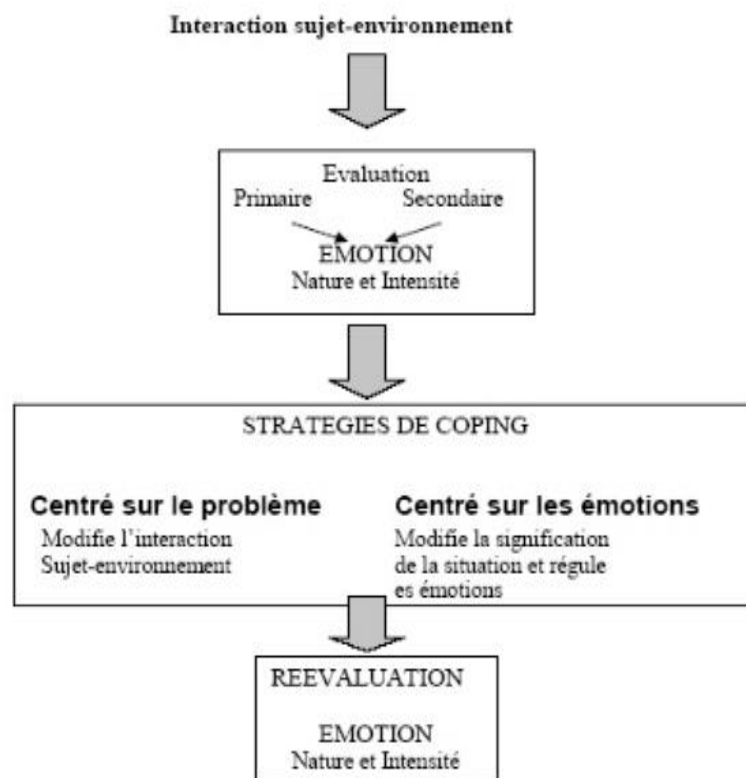 Interaction sujet-environnement
Evaluation
Primaire Secondaire
EMOTION
Nature et Intensité
STRATEGIES DE COPING
Centré sur le problème
Modifie l'interaction
Sujet-environnement
Centré sur les émotions
Modifie la signification
de la situation et régule
es émotions
REEVALUATION
EMOTION
Nature et Intensité